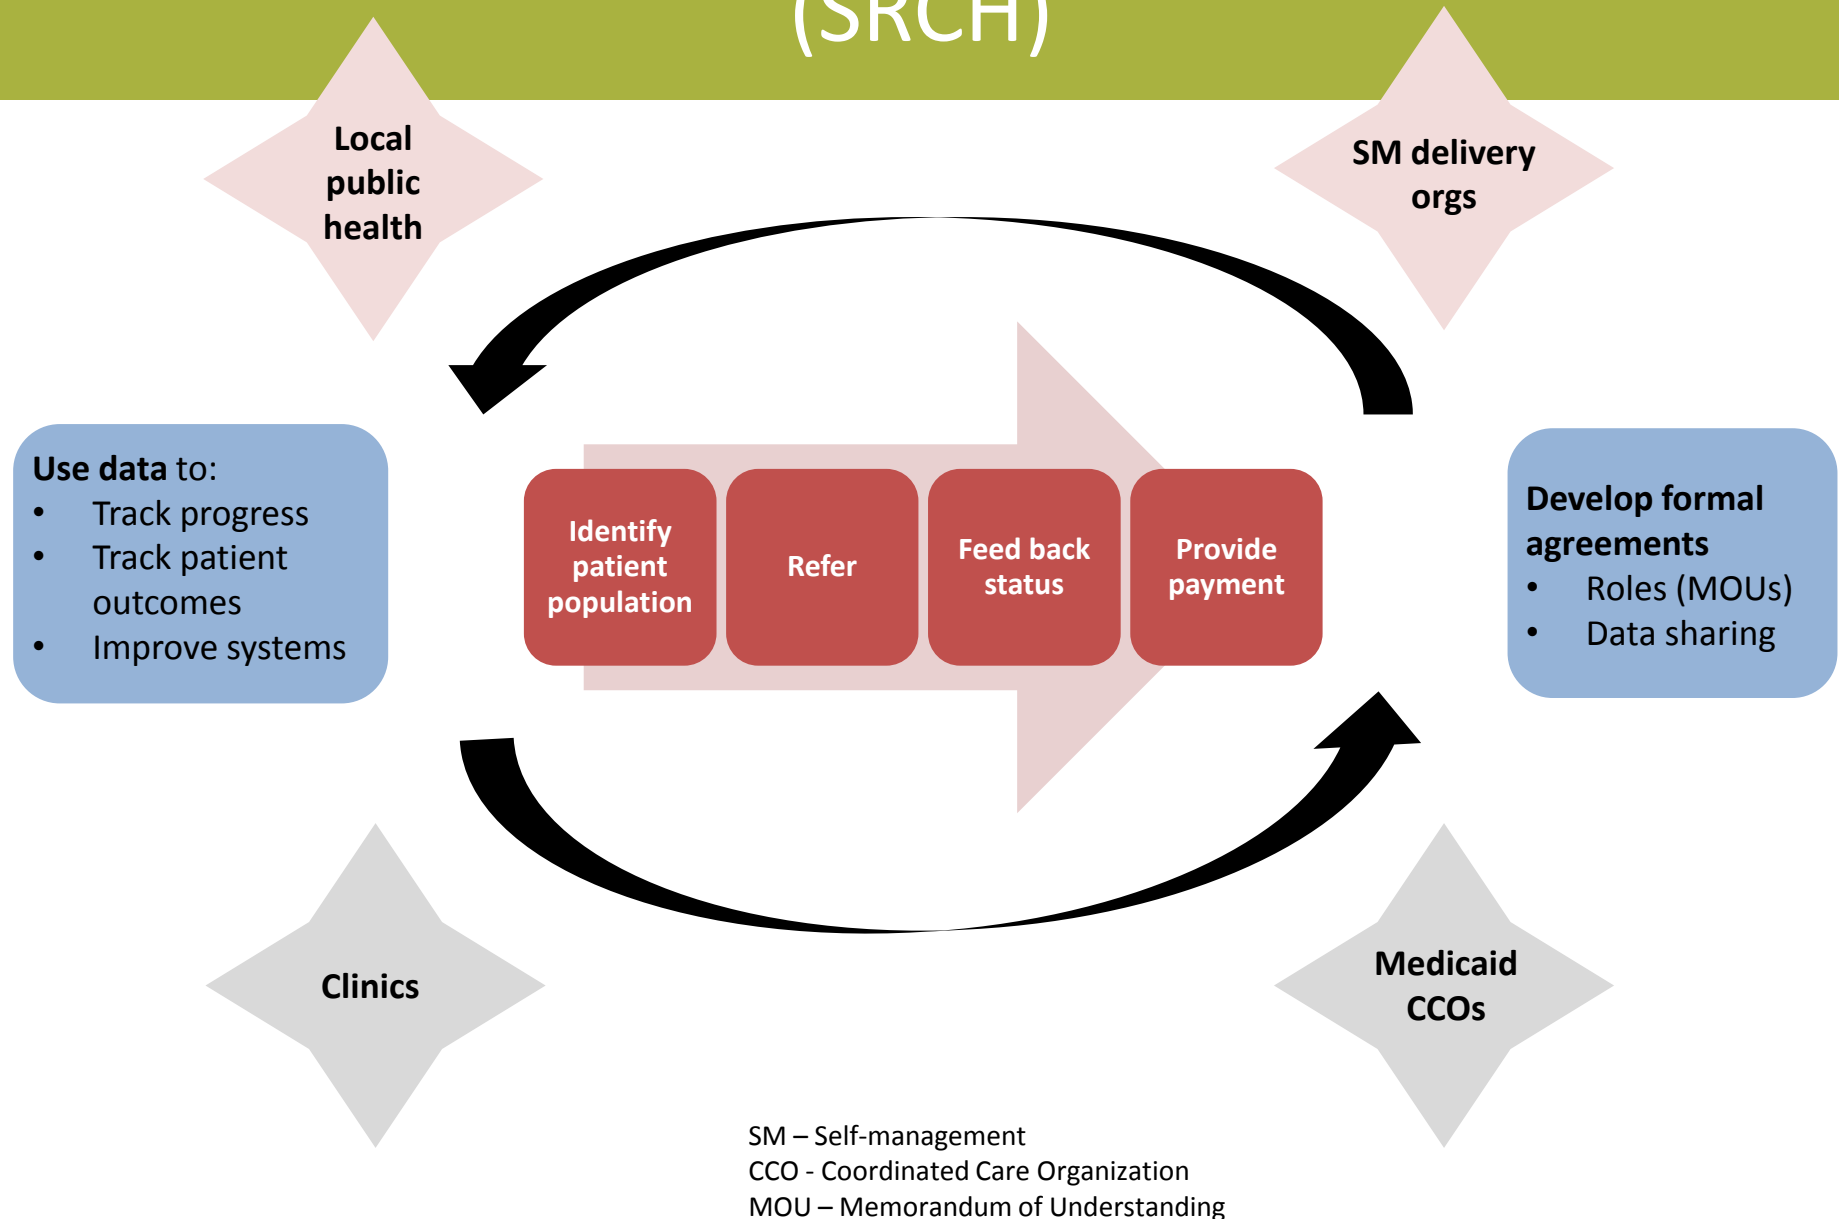 (SRCH)
Local
public
health
SM delivery
orgs
Use data to:
• Track progress
• Track patient
outcomes
• Improve systems
Identify
patient
population
Refer
Feed back
status
Provide
payment
Develop formal
agreements
• Roles (MOUs)
• Data sharing
Clinics
Medicaid
CCOs
SM – Self-management
CCO - Coordinated Care Organization
MOU – Memorandum of Understanding